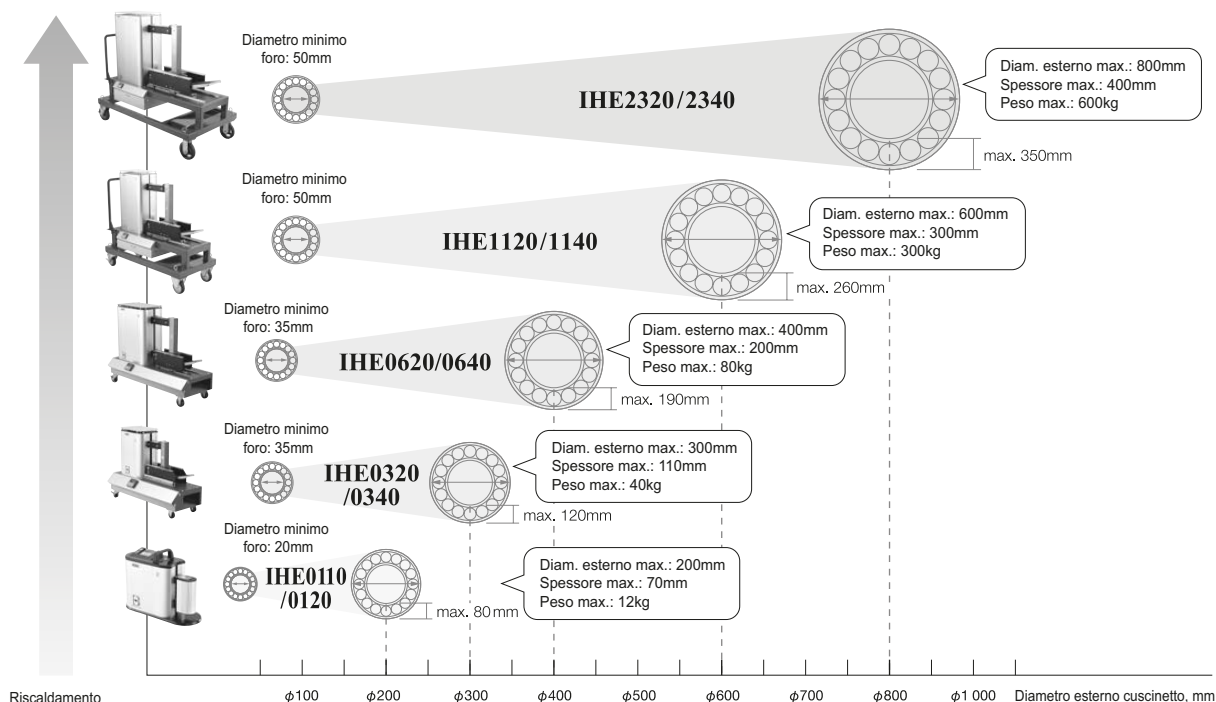 Diametro minimo
foro: 50mm
IHE2320/2340
Diam. esterno max.: 800mm
Spessore max.: 400mm
Peso max.: 600kg
max. 350mm
Diametro minimo
foro: 50mm
IHE1120/1140
Diam. esterno max.: 600mm
Spessore max.: 300mm
Peso max.: 300kg
max. 260mm
Diametro minimo
foro: 35mm
IHE0620/0640
Diam. esterno max.: 400mm
Spessore max.: 200mm
Peso max.: 80kg
max. 190mm
Diametro minimo
foro: 35mm
IHE0320
/0340
Diam. esterno max.: 300mm
Spessore max.: 110mm
Peso max.: 40kg
max. 120mm
Diametro minimo
foro: 20mm
IHE0110
/0120
Diam. esterno max.: 200mm
Spessore max.: 70mm
Peso max.: 12kg
max. 80mm
Riscaldamento
ϕ100 ϕ200 ϕ300 ϕ400 ϕ500 ϕ600 ϕ700 ϕ800 ϕ1 000 Diametro esterno cuscinetto, mm